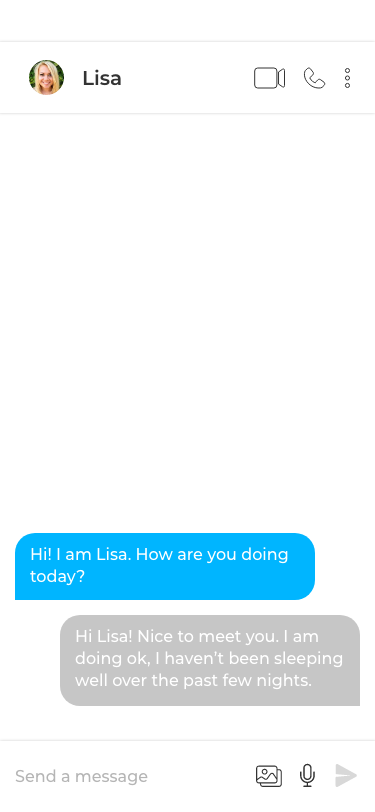 Lisa
Hi! I am Lisa. How are you doing
today?
Hi Lisa! Nice to meet you. I am
doing ok, I haven’t been sleeping
well over the past few nights.
Send a message